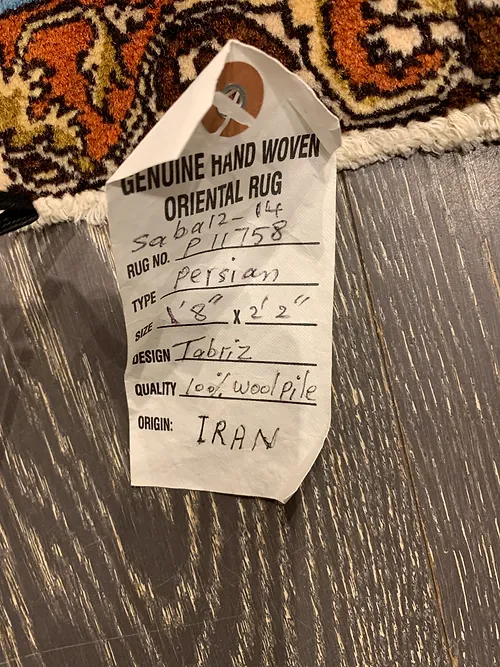 GENUINE HAND WOVEN
ORIENTAL RUG
Saba12-14
RUG NO. P11758
TYPE Persian
SIZE 1'8" x 2'2"
DESIGN Tabriz
QUALITY 100% wool pile
ORIGIN: IRAN